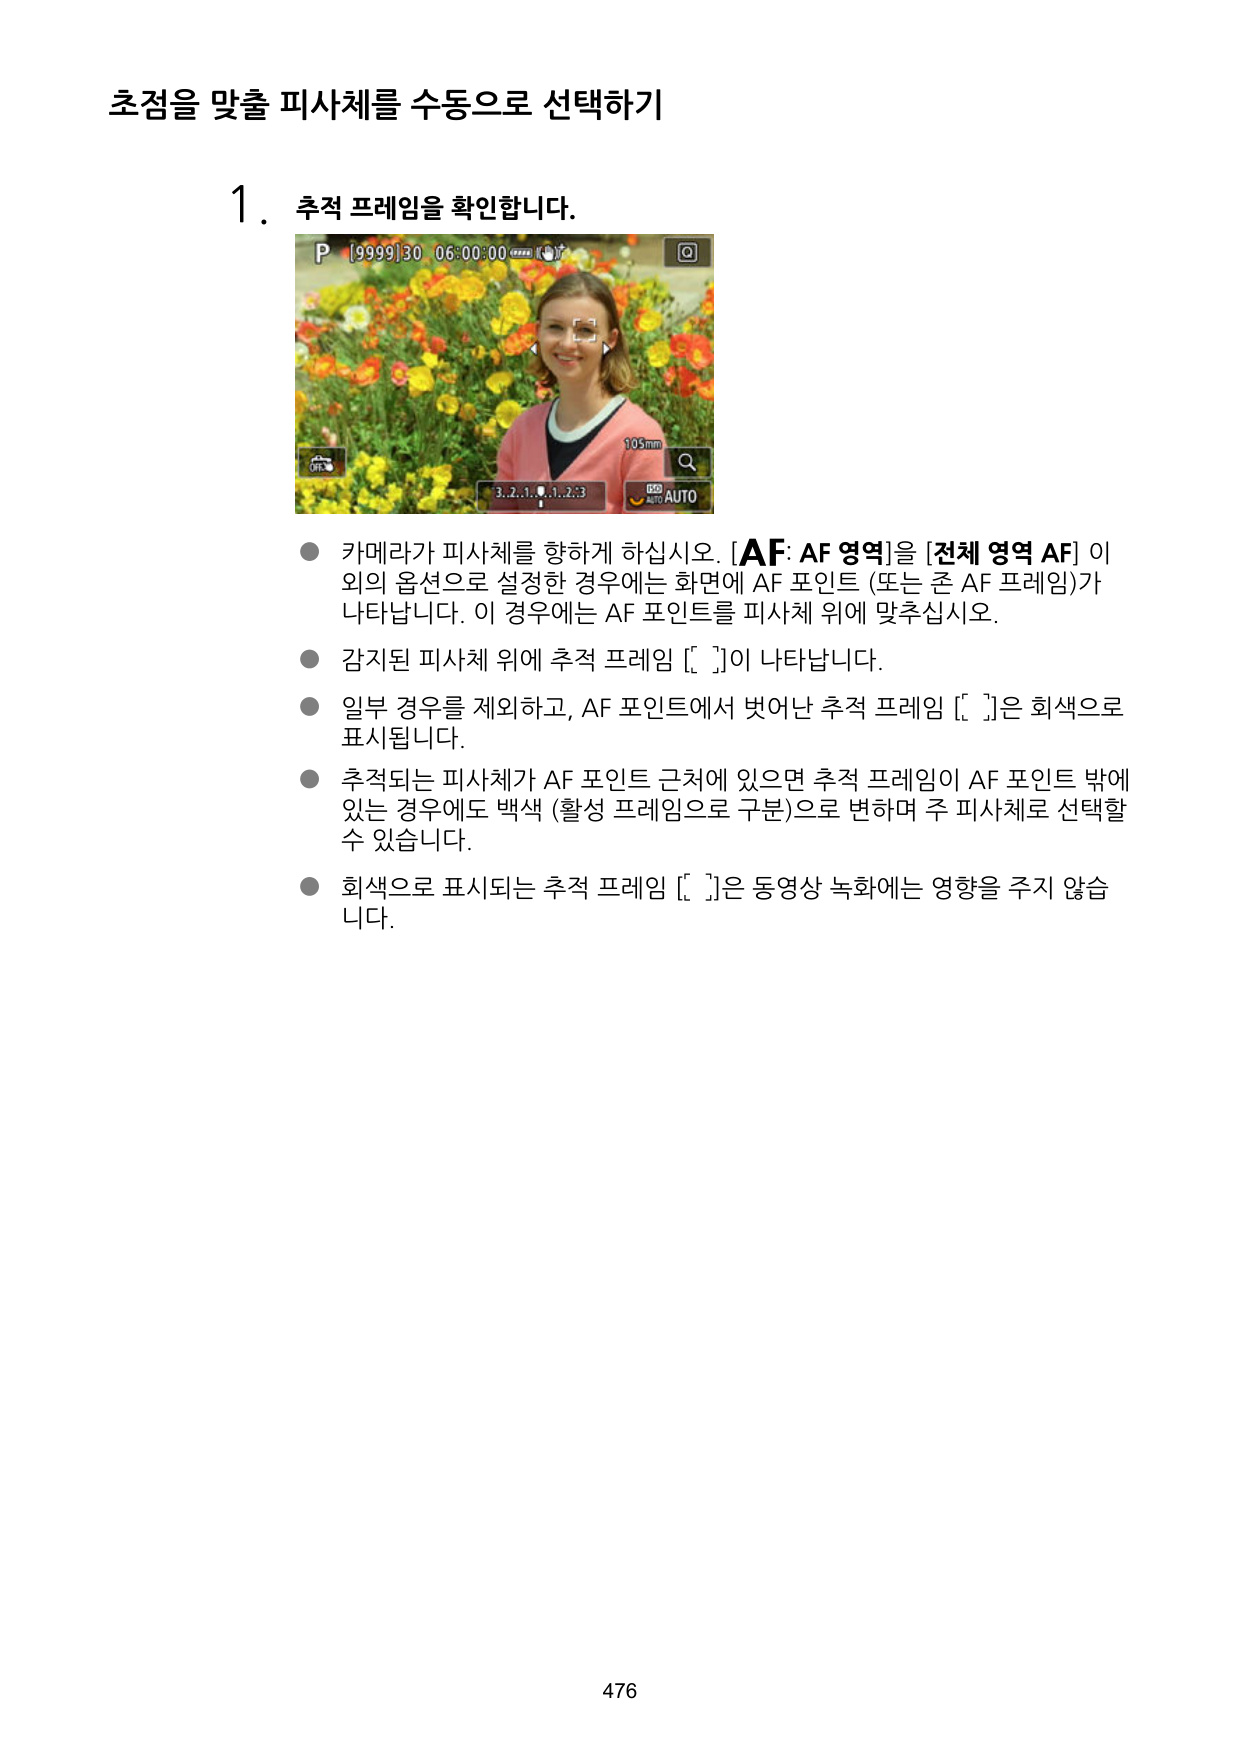 초점을 맞출 피사체를 수동으로 선택하기
1. 추적 프레임을 확인합니다.
P [9999]30 06:00:00
Q
105mm
OFF
3..2..1..0..1..2..3
ISO
AUTO AUTO
● 카메라가 피사체를 향하게 하십시오. [AF: AF 영역]을 [전체 영역 AF] 이
외의 옵션으로 설정한 경우에는 화면에 AF 포인트 (또는 존 AF 프레임)가
나타납니다. 이 경우에는 AF 포인트를 피사체 위에 맞추십시오.
● 감지된 피사체 위에 추적 프레임 [[ ]]이 나타납니다.
● 일부 경우를 제외하고, AF 포인트에서 벗어난 추적 프레임 [[ ]]은 회색으로
표시됩니다.
● 추적되는 피사체가 AF 포인트 근처에 있으면 추적 프레임이 AF 포인트 밖에
있는 경우에도 백색 (활성 프레임으로 구분)으로 변하며 주 피사체로 선택할
수 있습니다.
● 회색으로 표시되는 추적 프레임 [[ ]]은 동영상 녹화에는 영향을 주지 않습
니다.
476